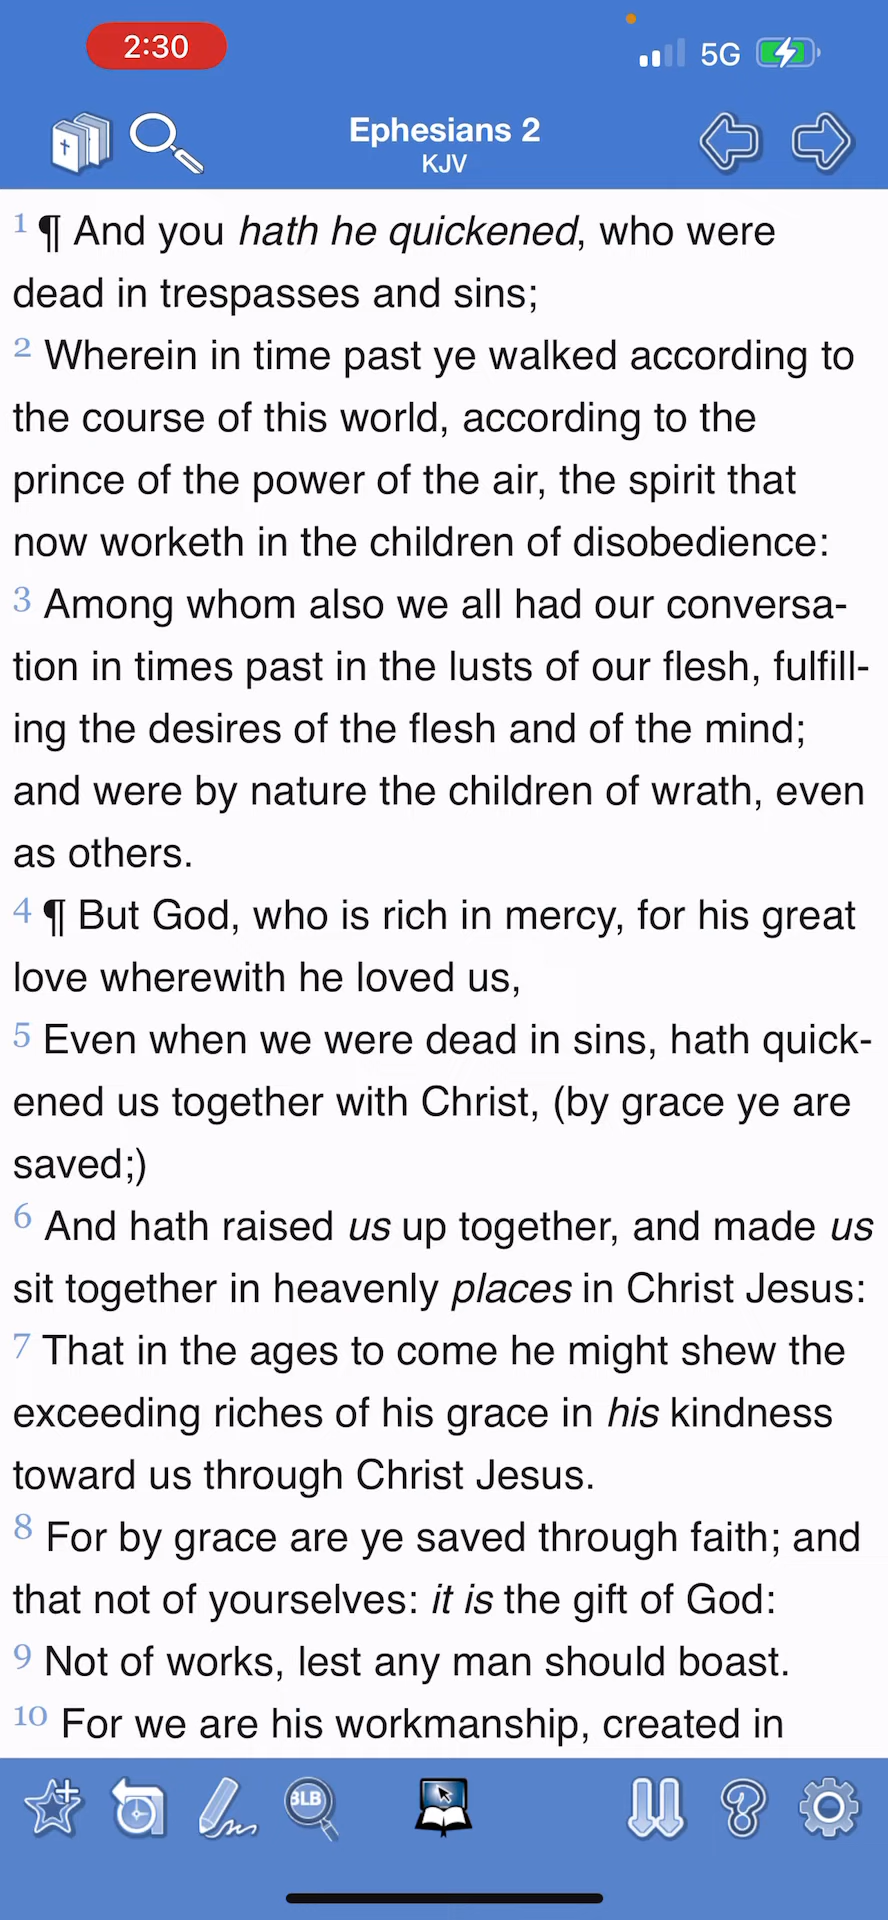 2:30
5G
Ephesians 2
KJV
1 ¶ And you hath he quickened, who were
dead in trespasses and sins;
2 Wherein in time past ye walked according to
the course of this world, according to the
prince of the power of the air, the spirit that
now worketh in the children of disobedience:
3 Among whom also we all had our conversa-
tion in times past in the lusts of our flesh, fulfill-
ing the desires of the flesh and of the mind;
and were by nature the children of wrath, even
as others.
4 ¶ But God, who is rich in mercy, for his great
love wherewith he loved us,
5 Even when we were dead in sins, hath quick-
ened us together with Christ, (by grace ye are
saved;)
6 And hath raised us up together, and made us
sit together in heavenly places in Christ Jesus:
7 That in the ages to come he might shew the
exceeding riches of his grace in his kindness
toward us through Christ Jesus.
8 For by grace are ye saved through faith; and
that not of yourselves: it is the gift of God:
9 Not of works, lest any man should boast.
10 For we are his workmanship, created in
BLB